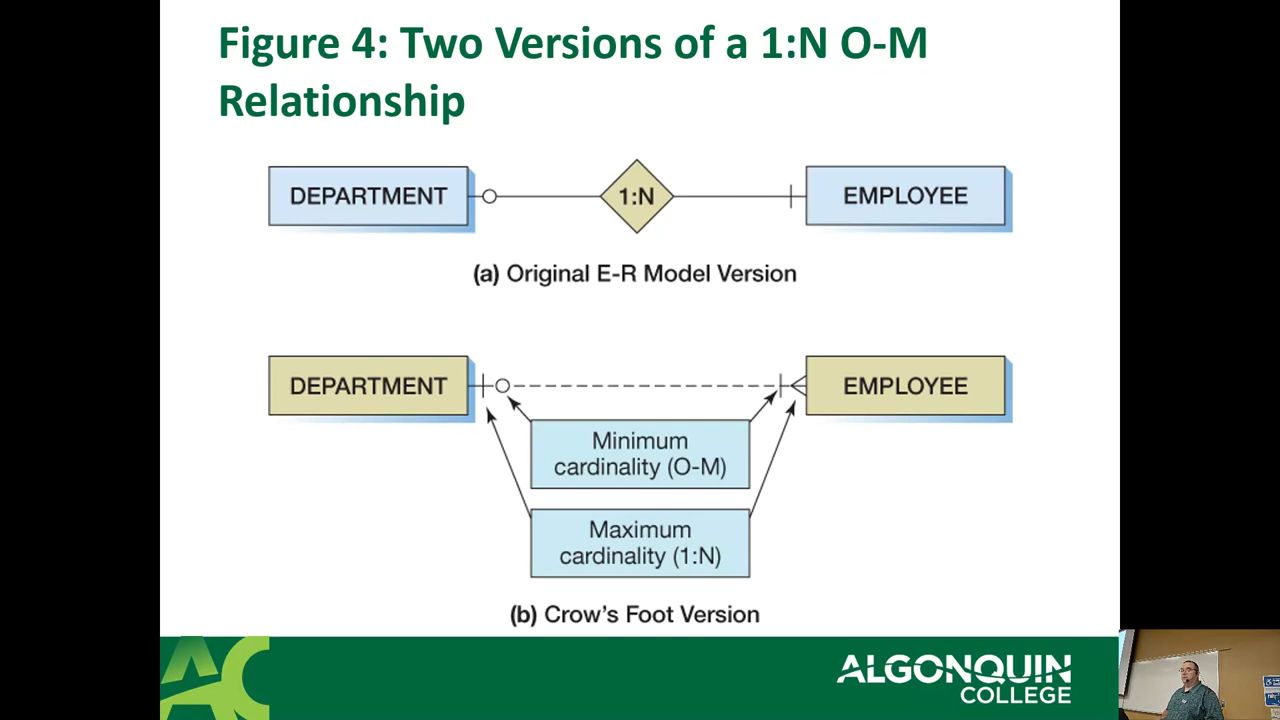 Figure 4: Two Versions of a 1:N O-M
Relationship
DEPARTMENT
1:N
EMPLOYEE
(a) Original E-R Model Version
DEPARTMENT
EMPLOYEE
Minimum
cardinality (O-M)
Maximum
cardinality (1:N)
(b) Crow's Foot Version
AC
ALGONQUIN
COLLEGE